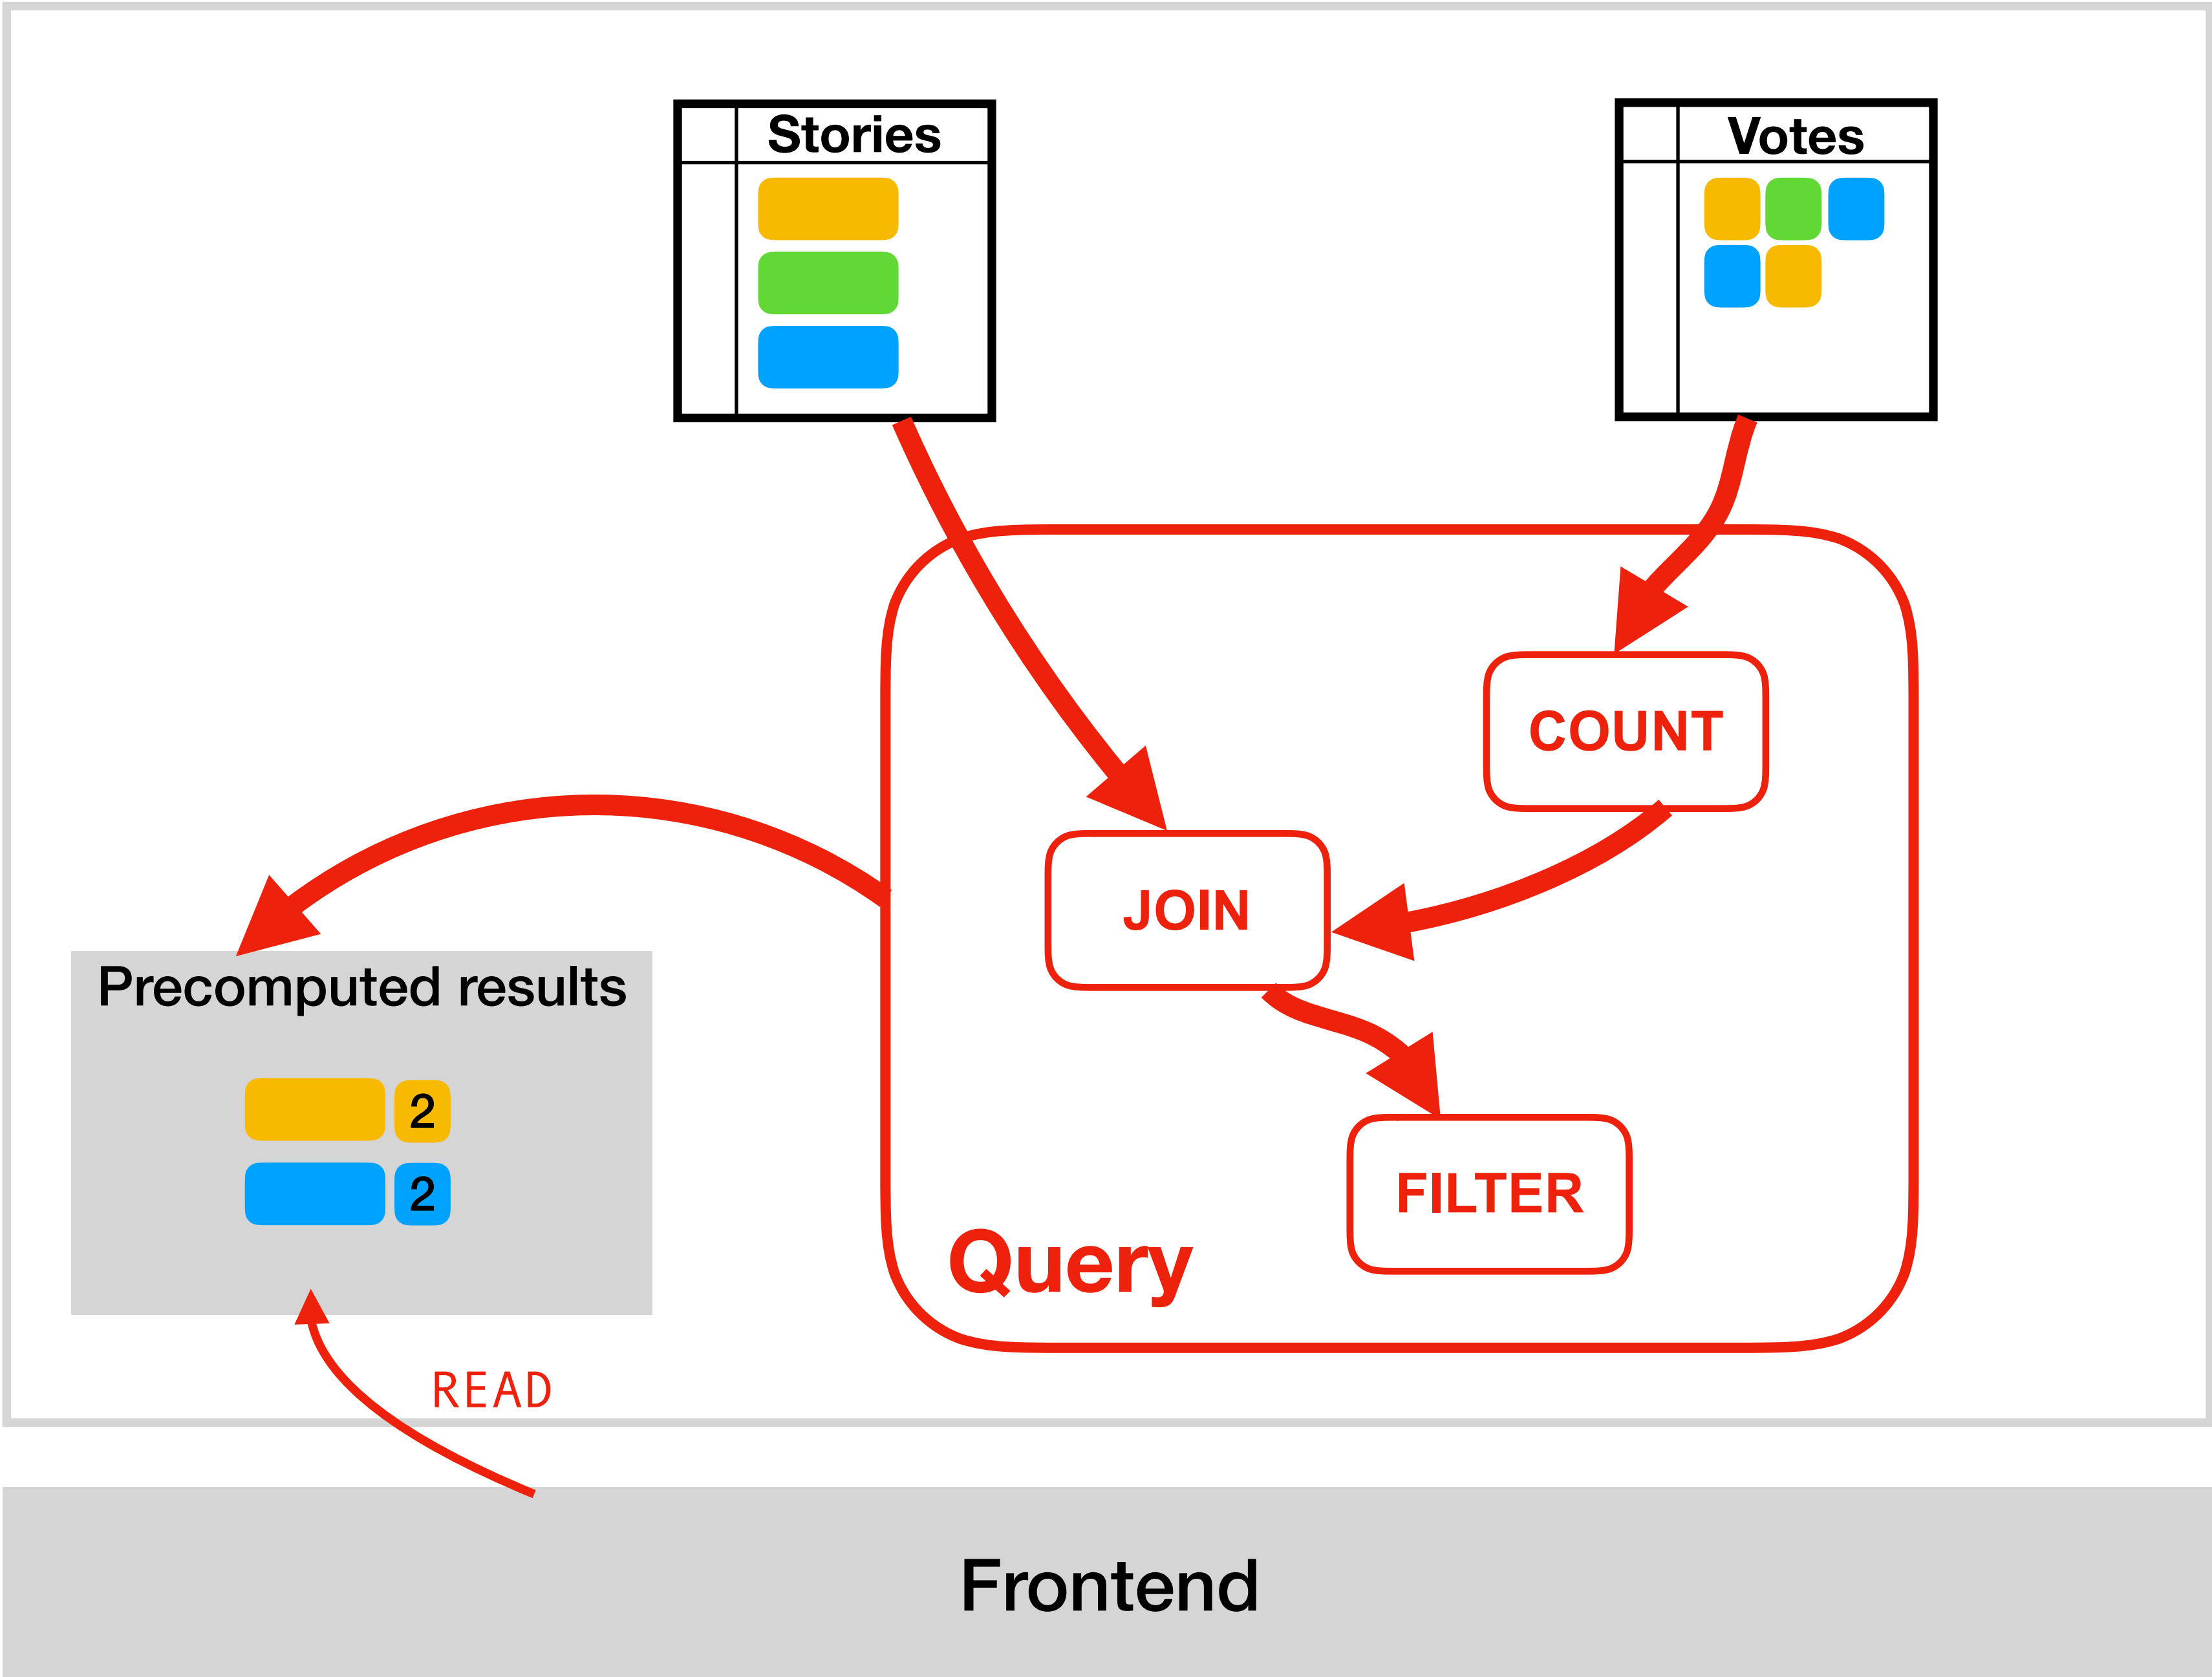 Stories
Votes
COUNT
JOIN
Precomputed results
2
2
FILTER
Query
READ
Frontend